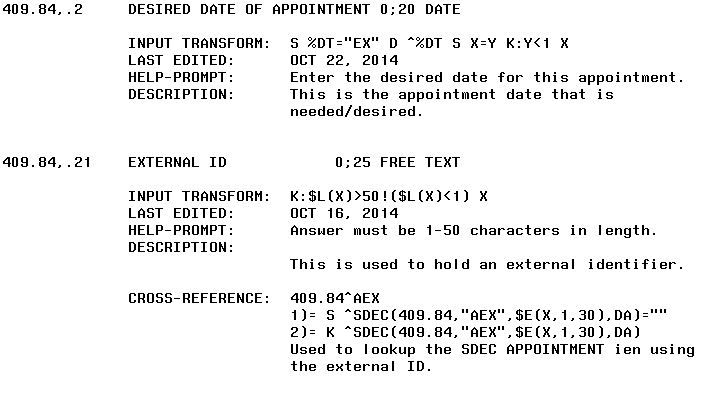 409.84,.2 DESIRED DATE OF APPOINTMENT 0;20 DATE
INPUT TRANSFORM: S %DT="EX" D ^%DT S X=Y K:Y<1 X
LAST EDITED: OCT 22, 2014
HELP-PROMPT: Enter the desired date for this appointment.
DESCRIPTION: This is the appointment date that is
needed/desired.
409.84,.21 EXTERNAL ID 0;25 FREE TEXT
INPUT TRANSFORM: K:$L(X)>50!($L(X)<1) X
LAST EDITED: OCT 16, 2014
HELP-PROMPT: Answer must be 1-50 characters in length.
DESCRIPTION:
This is used to hold an external identifier.
CROSS-REFERENCE: 409.84^AEX
1)= S ^SDEC(409.84,"AEX",$E(X,1,30),DA)=""
2)= K ^SDEC(409.84,"AEX",$E(X,1,30),DA)
Used to lookup the SDEC APPOINTMENT ien using
the external ID.